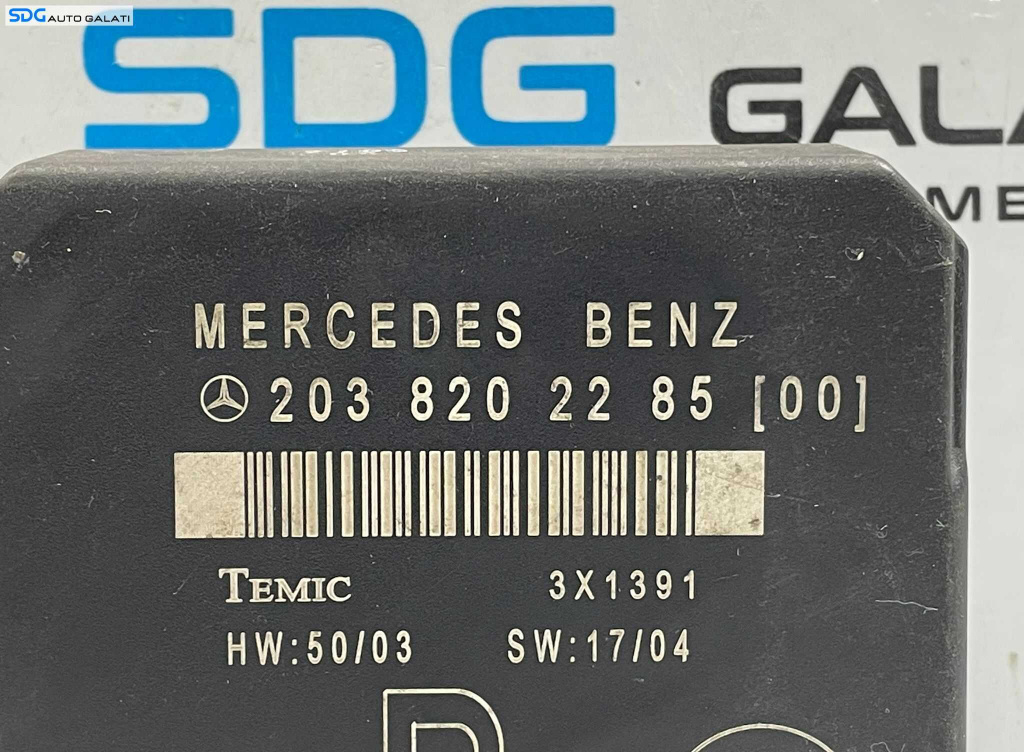 SDG AUTO GALATI
SDG GALA
ME
MERCEDES BENZ
203 820 22 85 [00]
TEMIC 3X1391
HW:50/03 SW:17/04